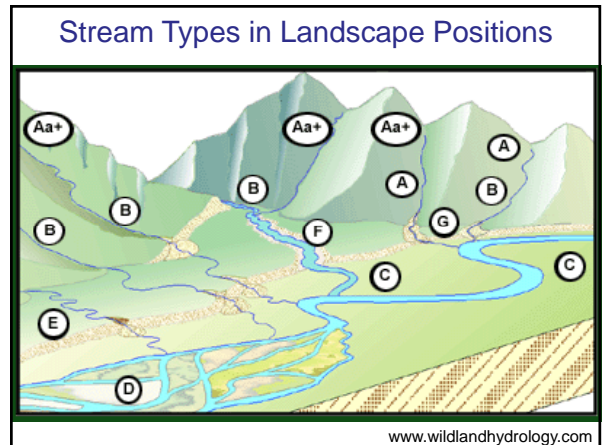 Stream Types in Landscape Positions
Aa+ Aa+ Aa+ A
B B A B
B F G
C C
E
D
www.wildlandhydrology.com